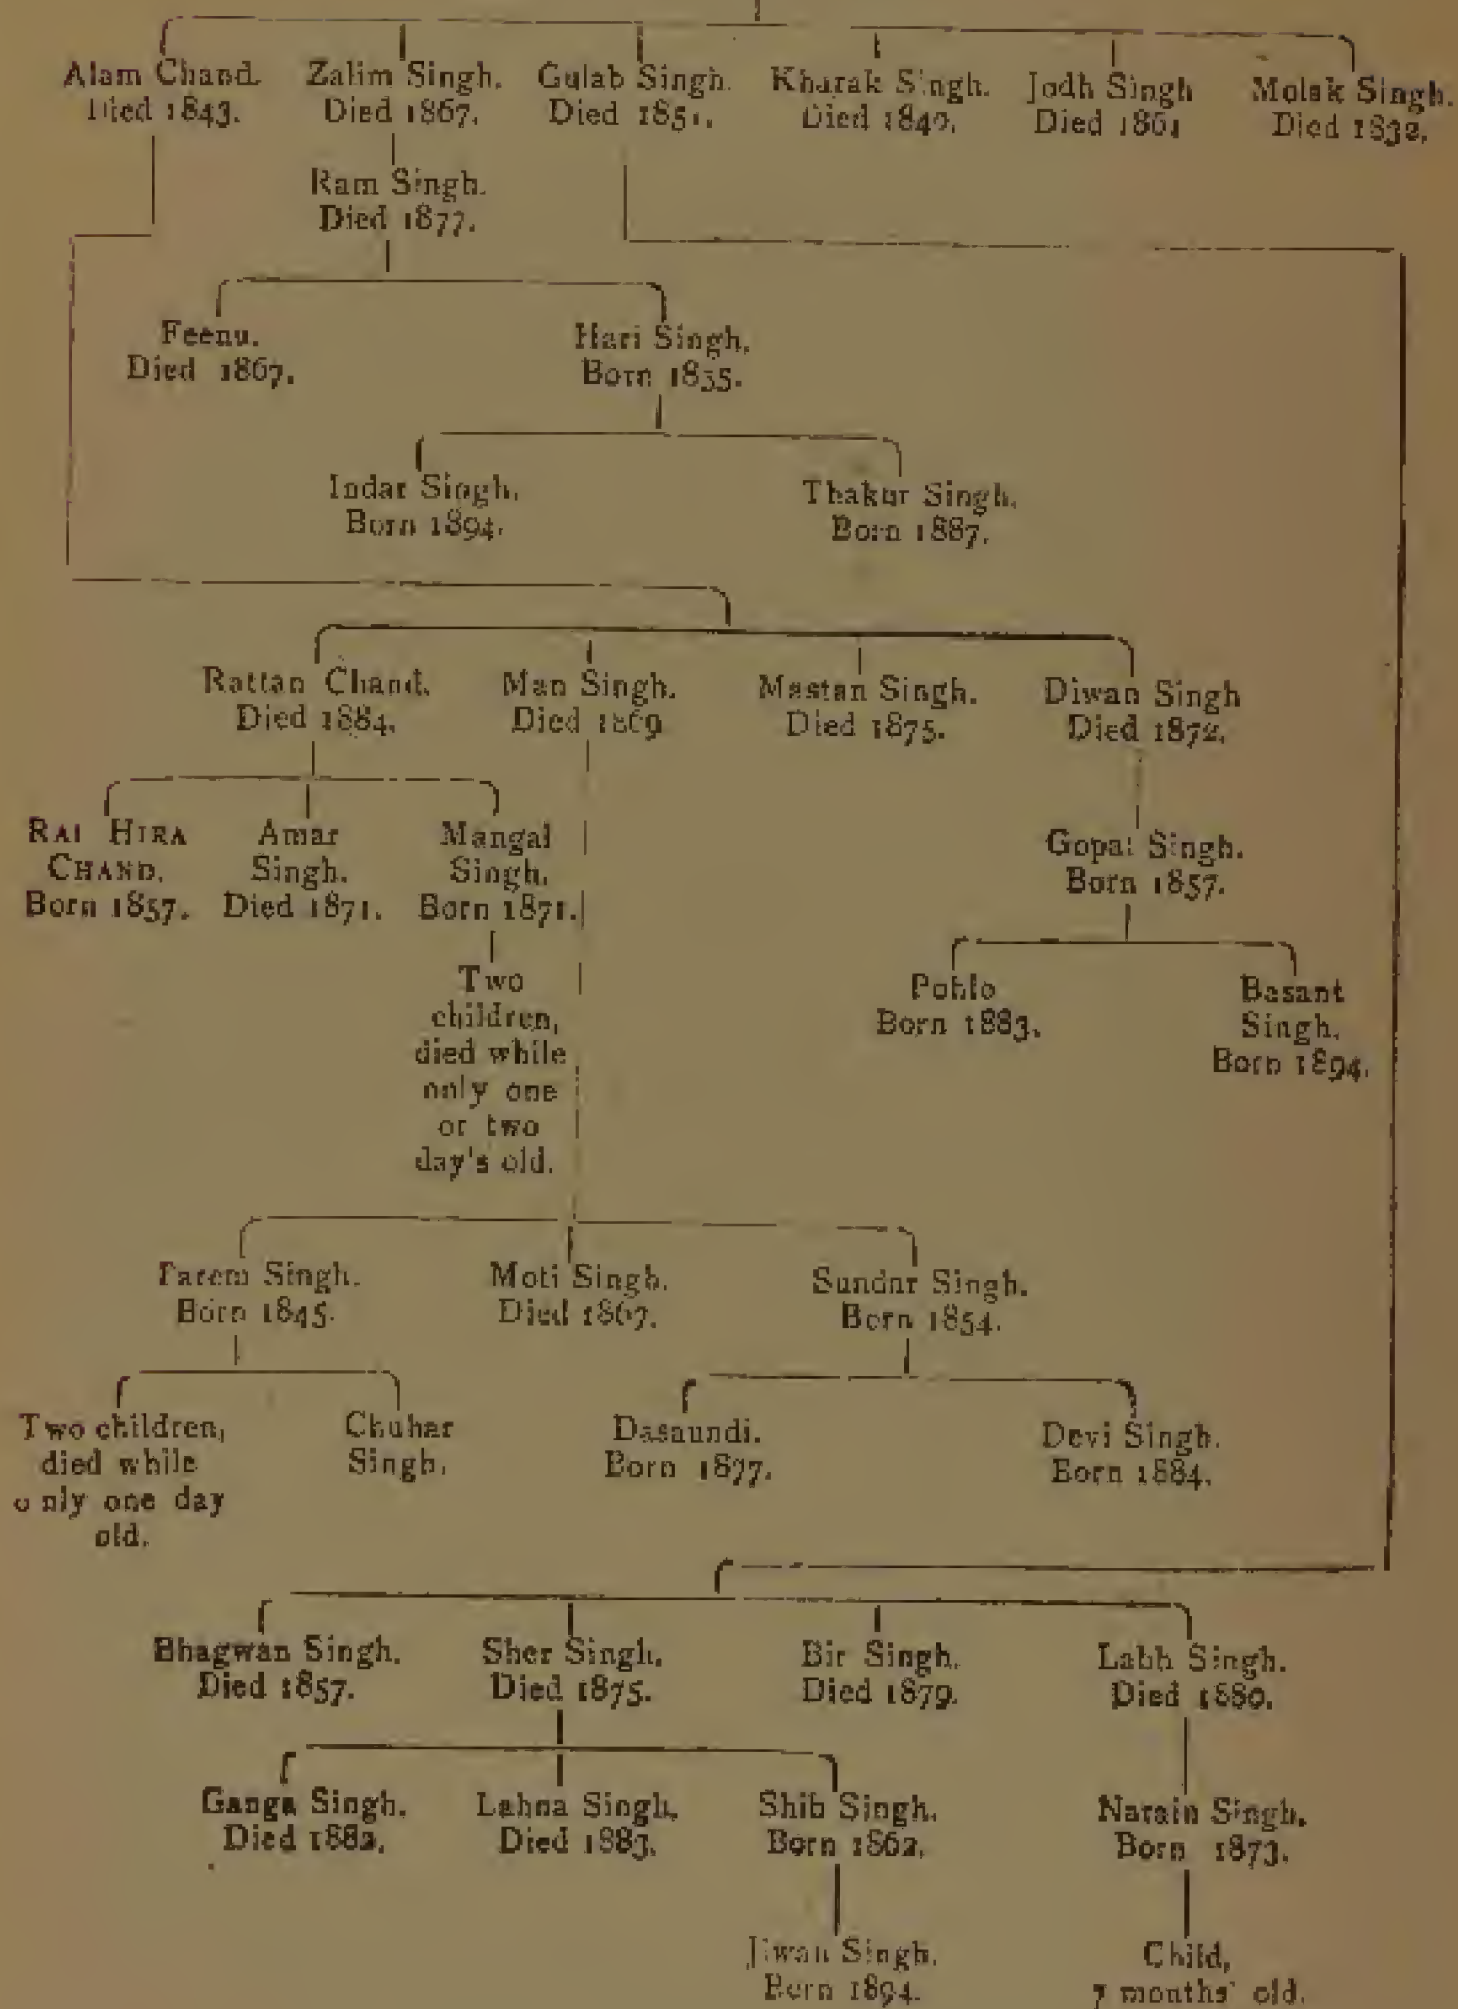 Alam Chand.
Died 1843.
Zalim Singh.
Died 1867.
Gulab Singh.
Died 1851.
Kharak Singh.
Died 1840.
Jodh Singh
Died 1861
Molak Singh.
Died 1832.
Ram Singh.
Died 1877.
Feenu.
Died 1867.
Hari Singh.
Born 1835.
Indar Singh.
Born 1894.
Thakur Singh.
Born 1887.
Rattan Chand.
Died 1884.
Man Singh.
Died 1869
Mastan Singh.
Died 1875.
Diwan Singh
Died 1872.
RAI HIRA
CHAND.
Born 1857.
Amar
Singh.
Died 1871.
Mangal
Singh.
Born 1871.
Two
children,
died while
only one
or two
day's old.
Gopal Singh.
Born 1857.
Pohlo
Born 1883.
Basant
Singh.
Born 1894.
Parem Singh.
Born 1845.
Moti Singh.
Died 1867.
Sundar Singh.
Born 1854.
Two children,
died while
only one day
old.
Chuhar
Singh.
Dasaundi.
Born 1877.
Devi Singh.
Born 1884.
Bhagwan Singh.
Died 1857.
Sher Singh.
Died 1875.
Bir Singh.
Died 1879.
Labh Singh.
Died 1880.
Ganga Singh.
Died 1882.
Lahna Singh.
Died 1883.
Shib Singh.
Born 1862.
Narain Singh.
Born 1873.
Jiwan Singh.
Born 1894.
Child,
7 months' old.